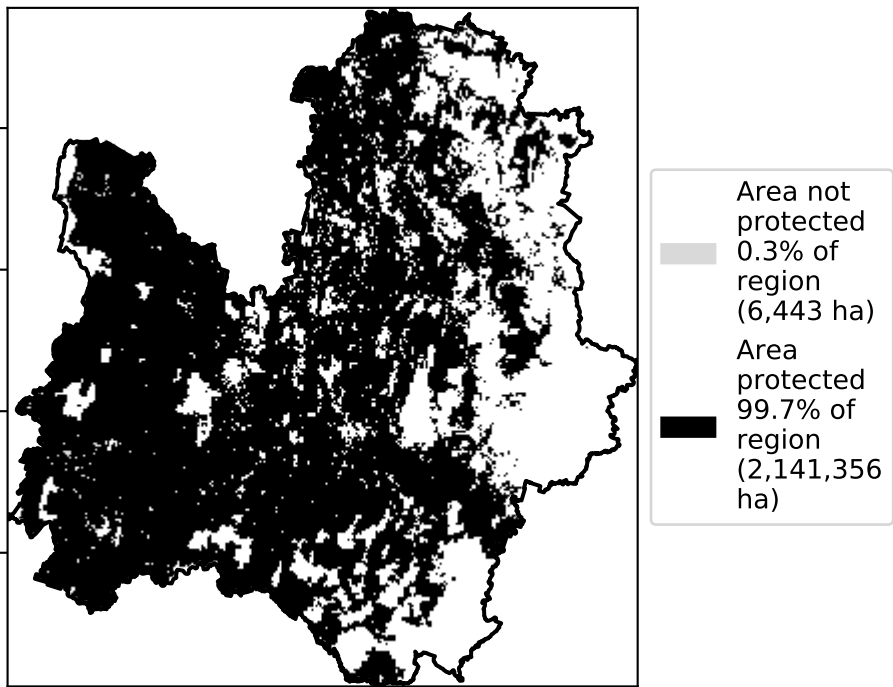 Area not
protected
0.3% of
region
(6,443 ha)
Area
protected
99.7% of
region
(2,141,356
ha)